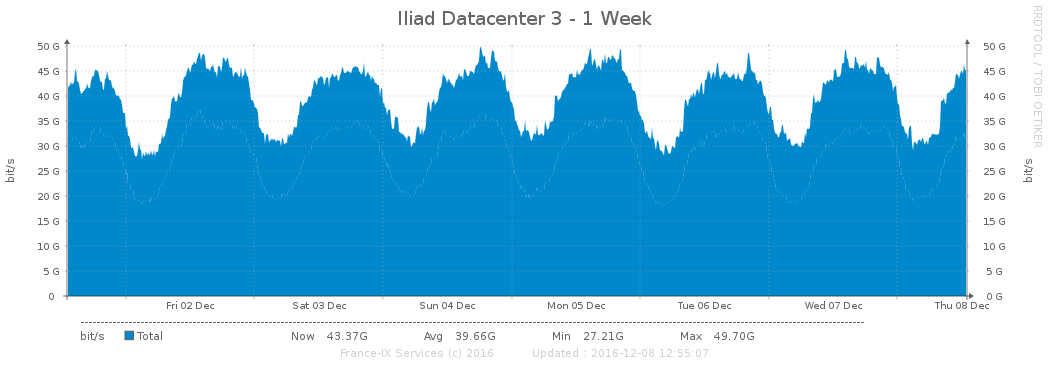 Iliad Datacenter 3 - 1 Week
RRDTOOL / TOBI OETIKER
50 G 50 G
45 G 45 G
40 G 40 G
35 G 35 G
30 G 30 G
25 G 25 G
20 G 20 G
15 G 15 G
10 G 10 G
5 G 5 G
0 0 G
bit/s bit/s
Fri 02 Dec Sat 03 Dec Sun 04 Dec Mon 05 Dec Tue 06 Dec Wed 07 Dec Thu 08 Dec
bit/s Total Now 43.37G Avg 39.66G Min 27.21G Max 49.70G
France-IX Services (c) 2016 Updated : 2016-12-08 12:55:07